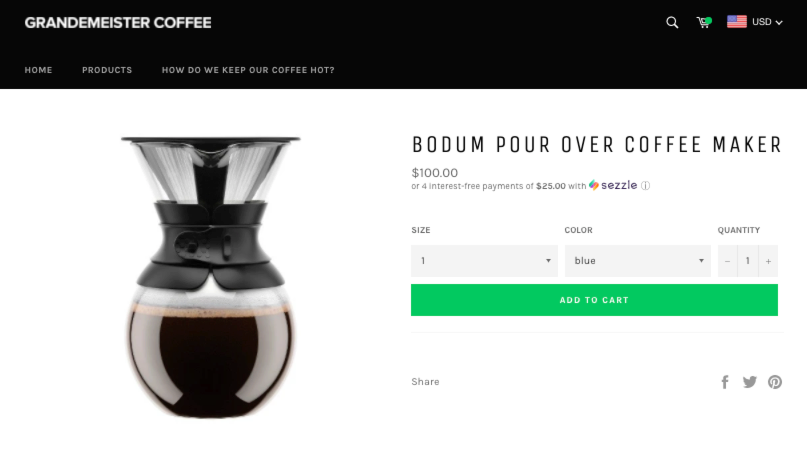 GRANDEMEISTER COFFEE
USD
HOME PRODUCTS HOW DO WE KEEP OUR COFFEE HOT?
BODUM POUR OVER COFFEE MAKER
$100.00
or 4 interest-free payments of $25.00 with sezzle
SIZE COLOR QUANTITY
1 blue − 1 +
ADD TO CART
Share